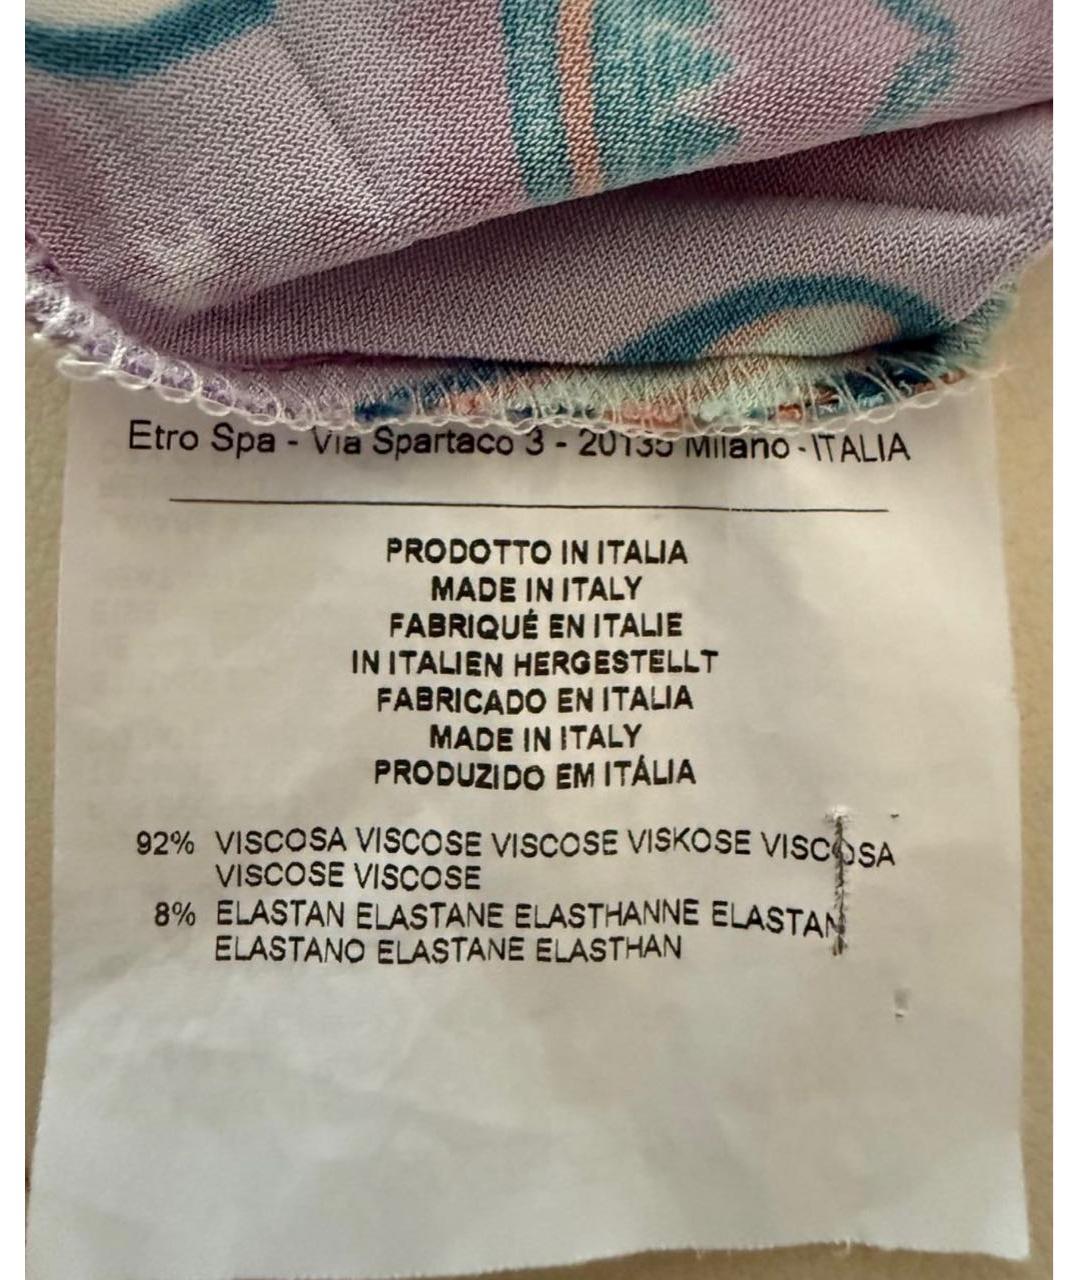 Etro Spa - Via Spartaco 3 - 20135 Milano - ITALIA
PRODOTTO IN ITALIA
MADE IN ITALY
FABRIQUÉ EN ITALIE
IN ITALIEN HERGESTELLT
FABRICADO EN ITALIA
MADE IN ITALY
PRODUZIDO EM ITÁLIA
92% VISCOSA VISCOSE VISCOSE VISKOSE VISCOSA
VISCOSE VISCOSE
8% ELASTAN ELASTANE ELASTHANNE ELASTAN
ELASTANO ELASTANE ELASTHAN